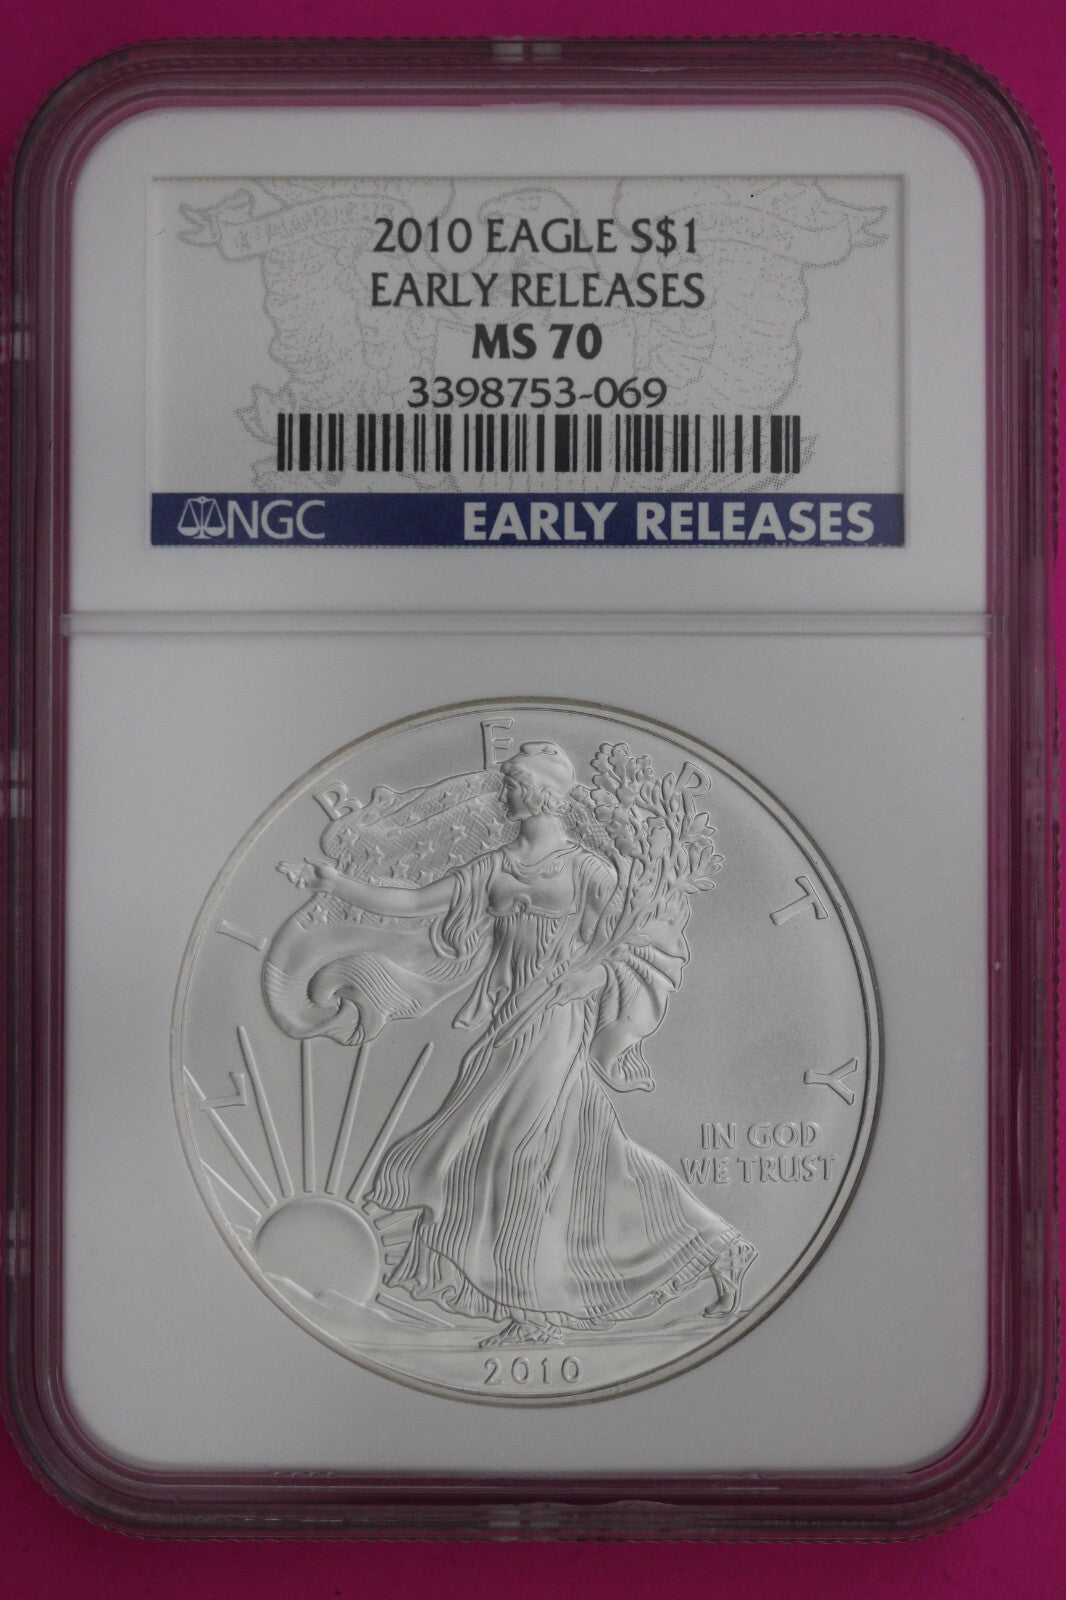 2010 EAGLE S$1
EARLY RELEASES
MS 70
3398753-069
NGC EARLY RELEASES
LIBERTY
IN GOD
WE TRUST
2010